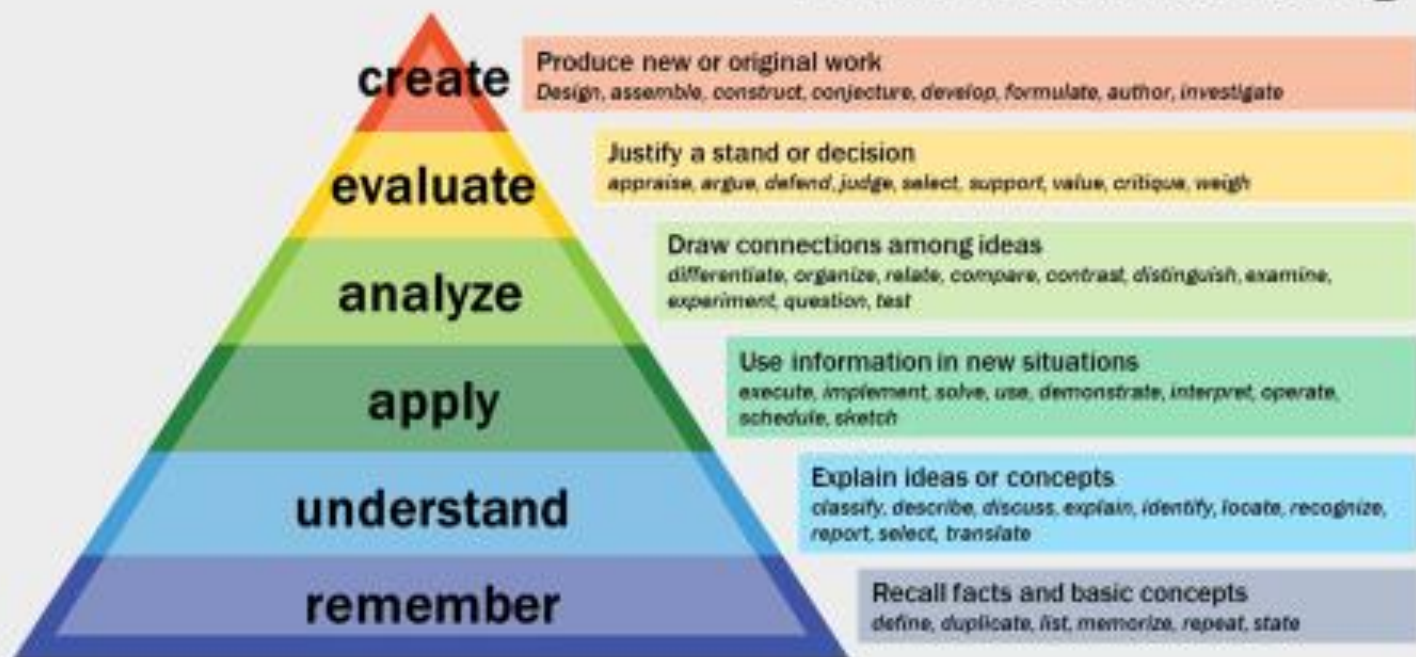 create
Produce new or original work
Design, assemble, construct, conjecture, develop, formulate, author, investigate
evaluate
Justify a stand or decision
appraise, argue, defend, judge, select, support, value, critique, weigh
analyze
Draw connections among ideas
differentiate, organize, relate, compare, contrast, distinguish, examine,
experiment, question, test
apply
Use information in new situations
execute, implement, solve, use, demonstrate, interpret, operate,
schedule, sketch
understand
Explain ideas or concepts
classify, describe, discuss, explain, identify, locate, recognize,
report, select, translate
remember
Recall facts and basic concepts
define, duplicate, list, memorize, repeat, state